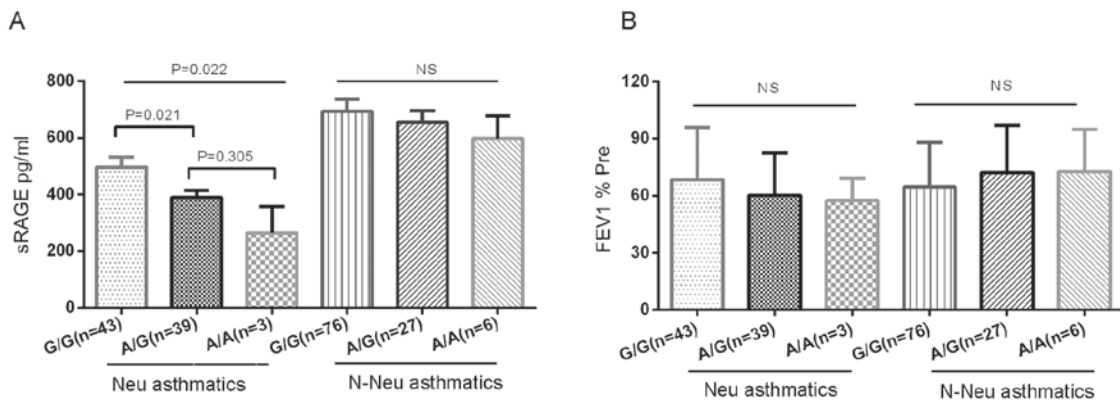 A
P=0.022
NS
P=0.021
P=0.305
sRAGE pg/ml
800
600
400
200
0
G/G(n=43)
A/G(n=39)
A/A(n=3)
G/G(n=76)
A/G(n=27)
A/A(n=6)
Neu asthmatics
N-Neu asthmatics
B
NS
NS
FEV1 % Pre
120
90
60
30
0
G/G(n=43)
A/G(n=39)
A/A(n=3)
G/G(n=76)
A/G(n=27)
A/A(n=6)
Neu asthmatics
N-Neu asthmatics